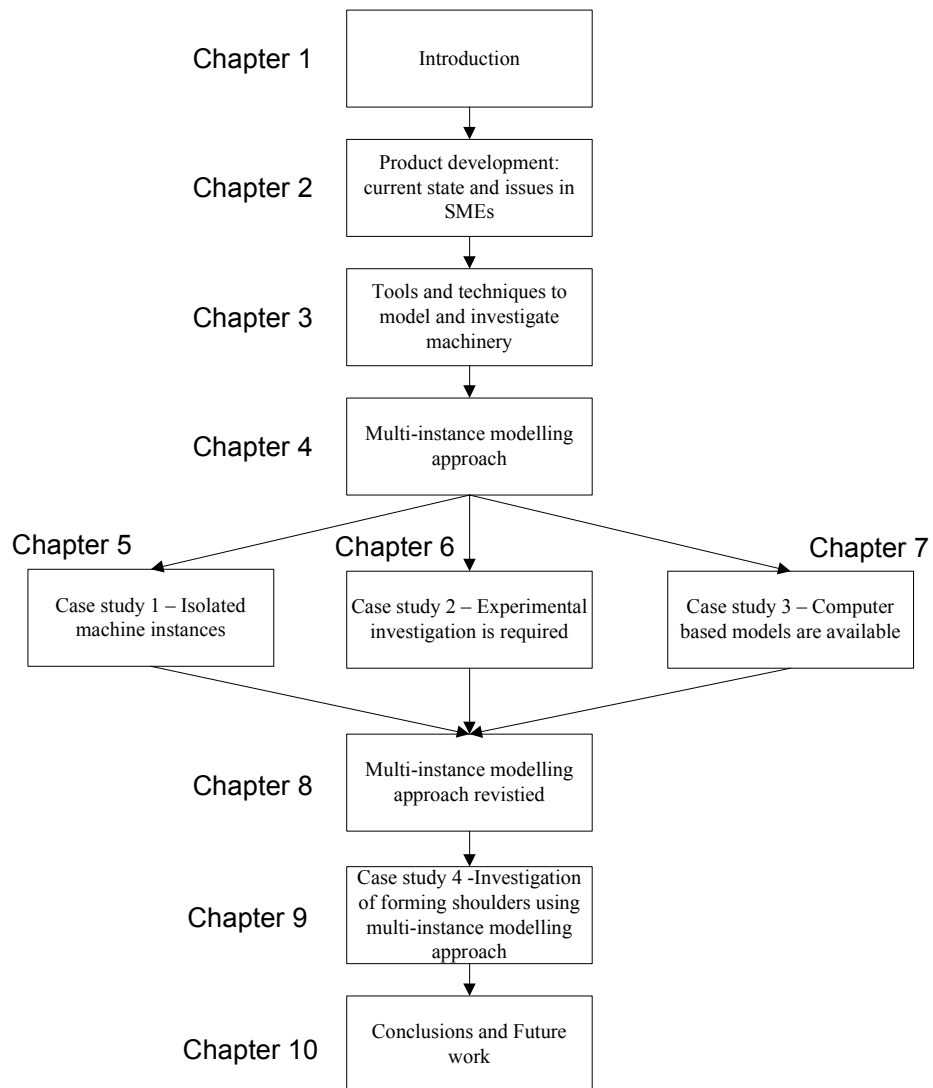 Chapter 1
Introduction
Chapter 2
Product development:
current state and issues in
SMEs
Chapter 3
Tools and techniques to
model and investigate
machinery
Chapter 4
Multi-instance modelling
approach
Chapter 5
Case study 1 – Isolated
machine instances
Chapter 6
Case study 2 – Experimental
investigation is required
Chapter 7
Case study 3 – Computer
based models are available
Chapter 8
Multi-instance modelling
approach revistied
Chapter 9
Case study 4 -Investigation
of forming shoulders using
multi-instance modelling
approach
Chapter 10
Conclusions and Future
work